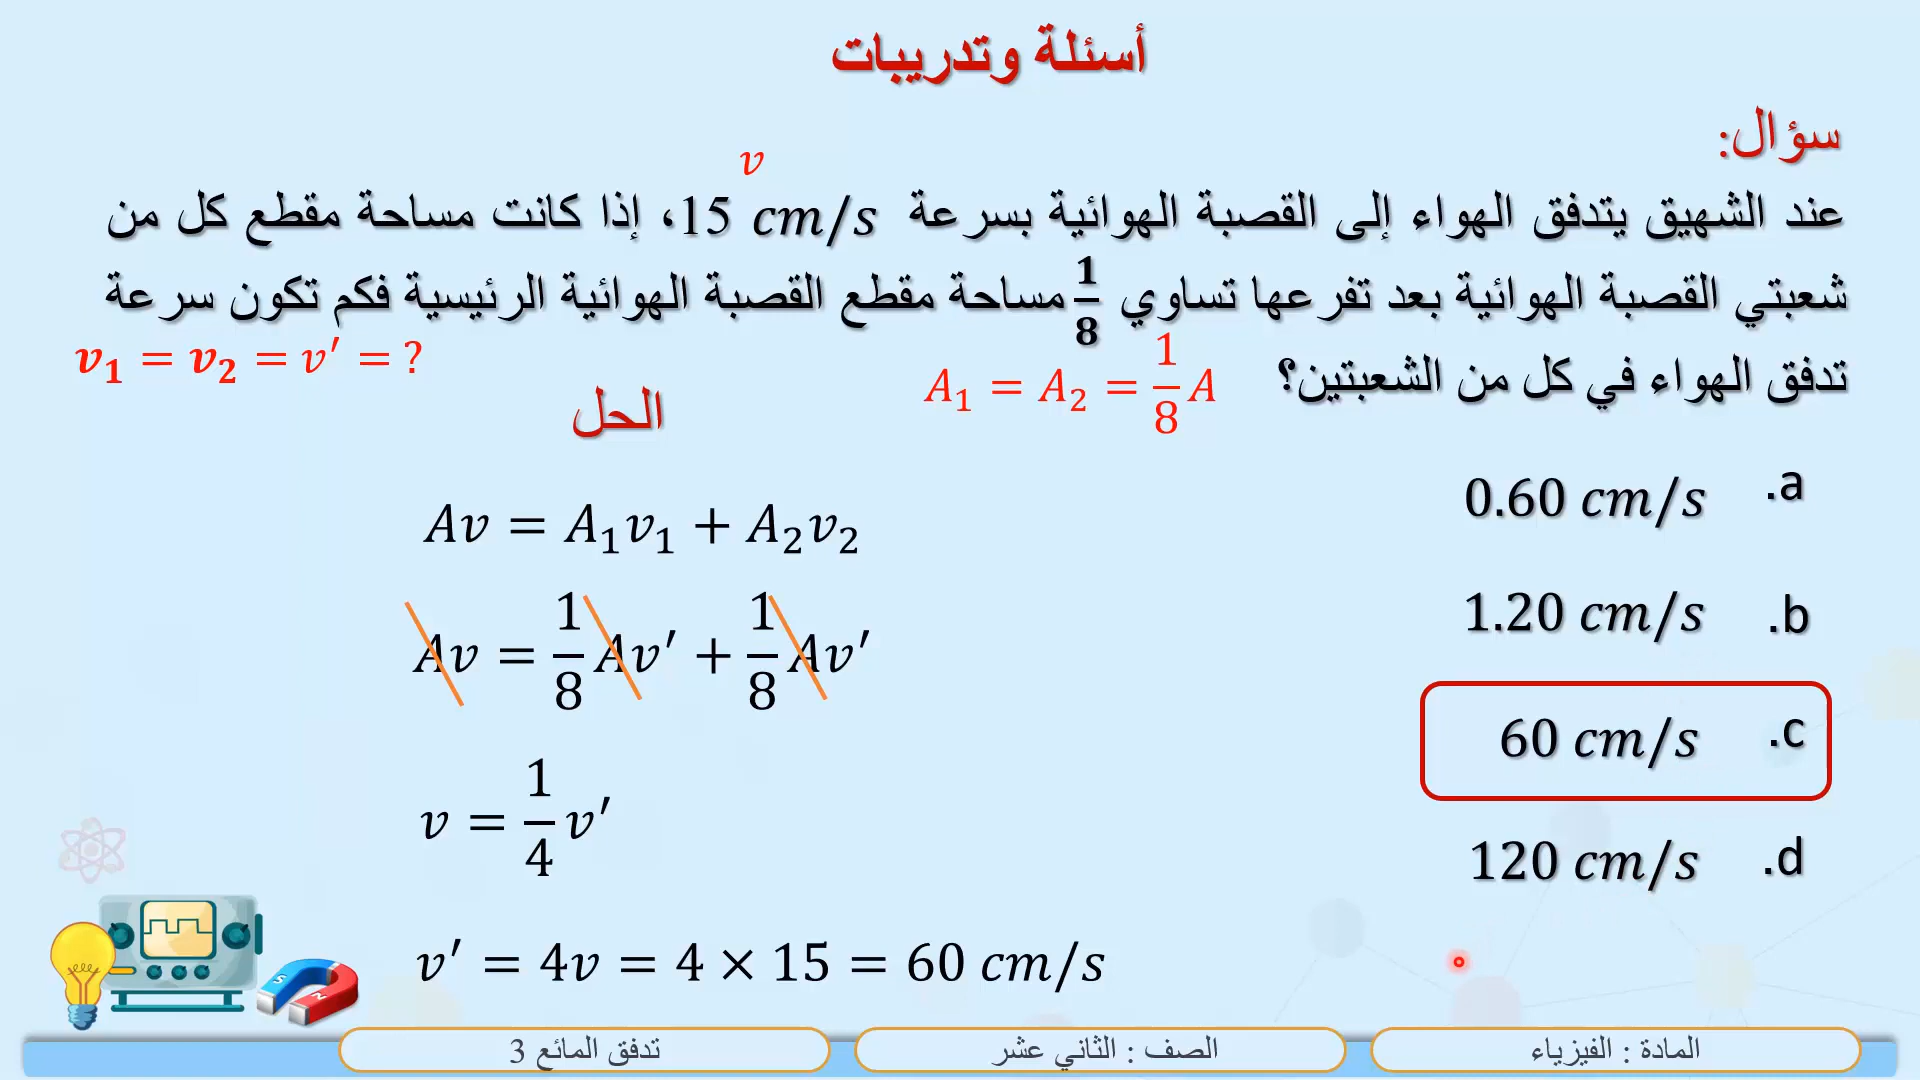 أسئلة وتدريبات
سؤال:
v
عند الشهيق يتدفق الهواء إلى القصبة الهوائية بسرعة 15 cm/s، إذا كانت مساحة مقطع كل من
شعبتي القصبة الهوائية بعد تفرعها تساوي 1/8 مساحة مقطع القصبة الهوائية الرئيسية فكم تكون سرعة
تدفق الهواء في كل من الشعبتين؟
A₁ = A₂ = 1/8 A
v₁ = v₂ = v′ = ?
الحل
a. 0.60 cm/s
b. 1.20 cm/s
c. 60 cm/s
d. 120 cm/s
Av = A₁v₁ + A₂v₂
Av = 1/8 Av′ + 1/8 Av′
v = 1/4 v′
v′ = 4v = 4 × 15 = 60 cm/s
S
N
المادة : الفيزياء
الصف : الثاني عشر
تدفق المائع 3